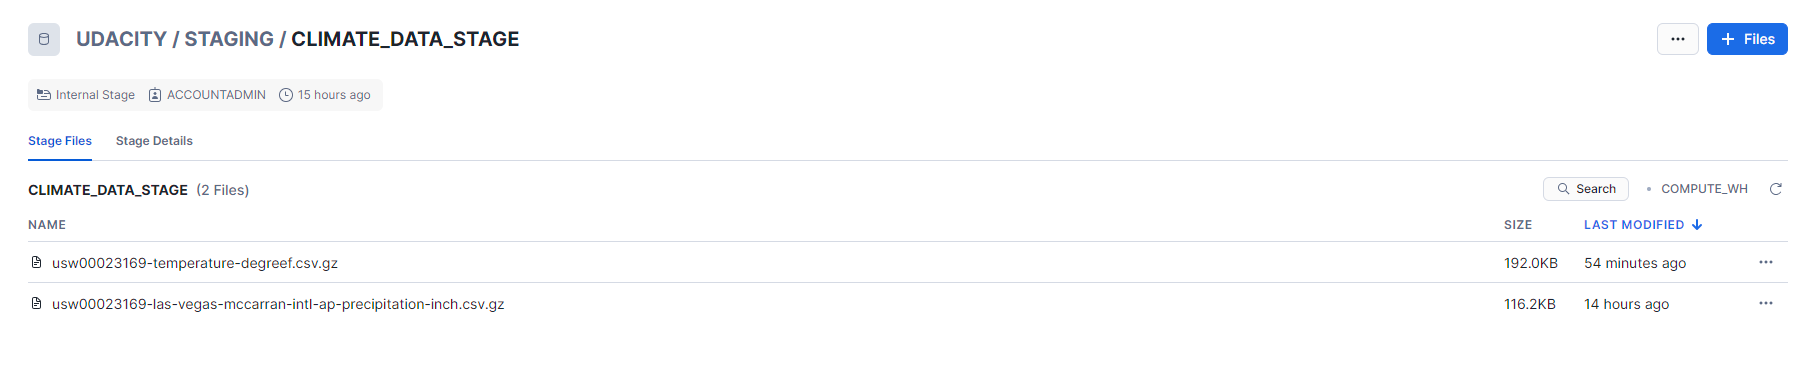 UDACITY / STAGING / CLIMATE_DATA_STAGE
... + Files
Internal Stage ACCOUNTADMIN 15 hours ago
Stage Files Stage Details
CLIMATE_DATA_STAGE (2 Files)
Search • COMPUTE_WH
NAME SIZE LAST MODIFIED
usw00023169-temperature-degreef.csv.gz 192.0KB 54 minutes ago ...
usw00023169-las-vegas-mccarran-intl-ap-precipitation-inch.csv.gz 116.2KB 14 hours ago ...